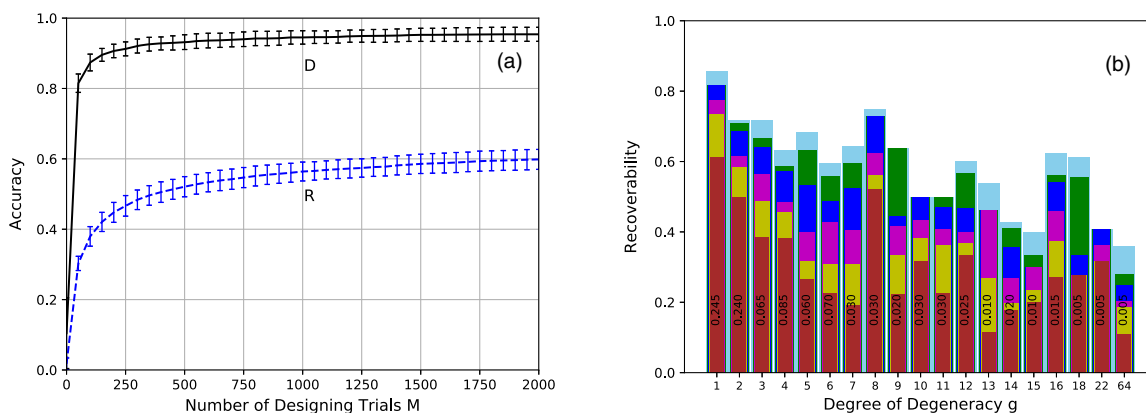 1.0
0.8
0.6
0.4
0.2
0.0
Accuracy
(a)
D
R
0 250 500 750 1000 1250 1500 1750 2000
Number of Designing Trials M
1.0
0.8
0.6
0.4
0.2
0.0
Recoverability
(b)
0.245 0.240 0.065 0.085 0.060 0.070 0.030 0.030 0.020 0.030 0.030 0.025 0.010 0.020 0.010 0.015 0.005 0.005 0.005
1 2 3 4 5 6 7 8 9 10 11 12 13 14 15 16 18 22 64
Degree of Degeneracy g